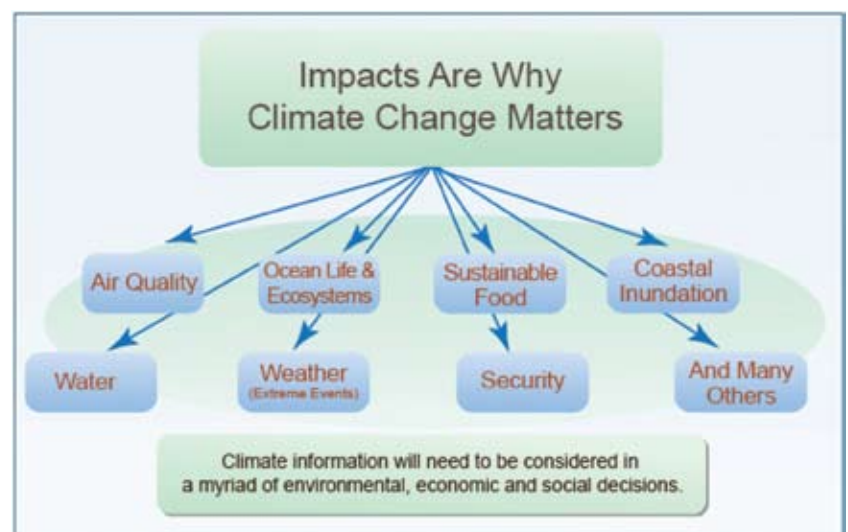 Impacts Are Why
Climate Change Matters
Air Quality
Ocean Life &
Ecosystems
Sustainable
Food
Coastal
Inundation
Water
Weather
(Extreme Events)
Security
And Many
Others
Climate information will need to be considered in
a myriad of environmental, economic and social decisions.